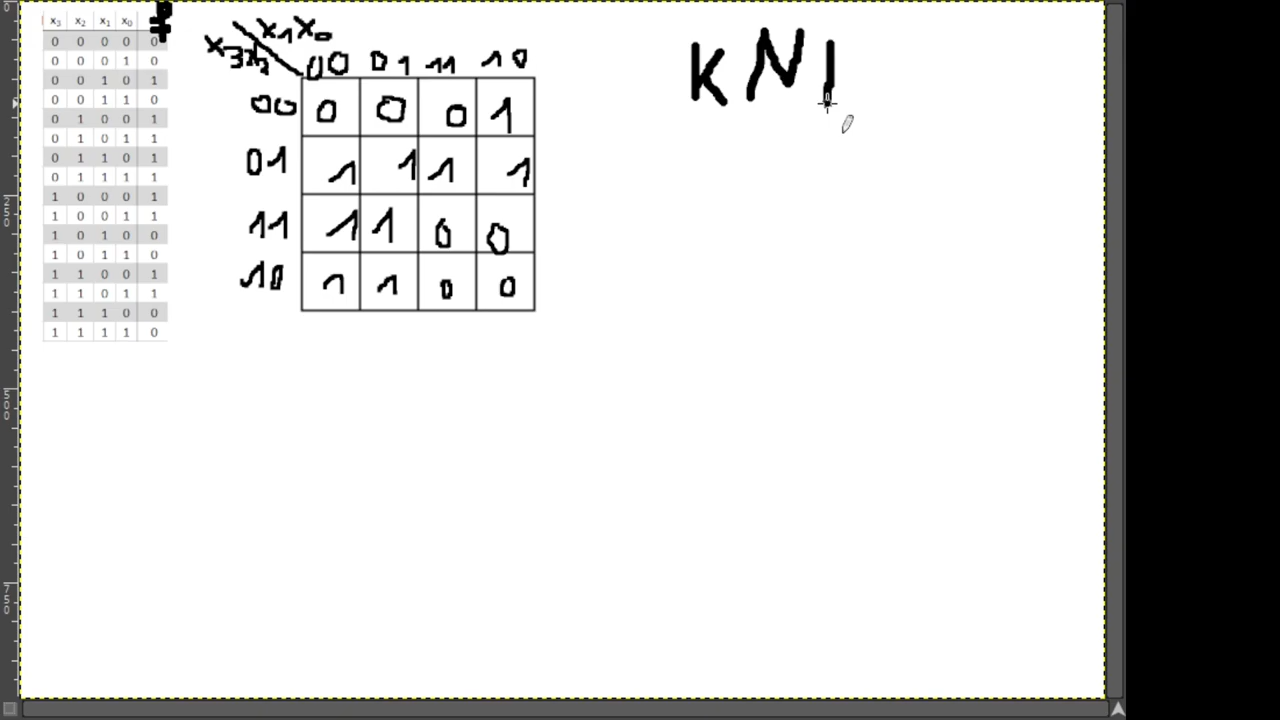 x3 x2 x1 x0 F
0 0 0 0 0
0 0 0 1 0
0 0 1 0 1
0 0 1 1 0
0 1 0 0 1
0 1 0 1 1
0 1 1 0 1
0 1 1 1 1
1 0 0 0 1
1 0 0 1 1
1 0 1 0 0
1 0 1 1 0
1 1 0 0 1
1 1 0 1 1
1 1 1 0 0
1 1 1 1 0
x1x0
x3x2
00 01 11 10
00 0 0 0 1
01 1 1 1 1
11 1 1 0 0
10 1 1 0 0
KNI
0
250
500
750